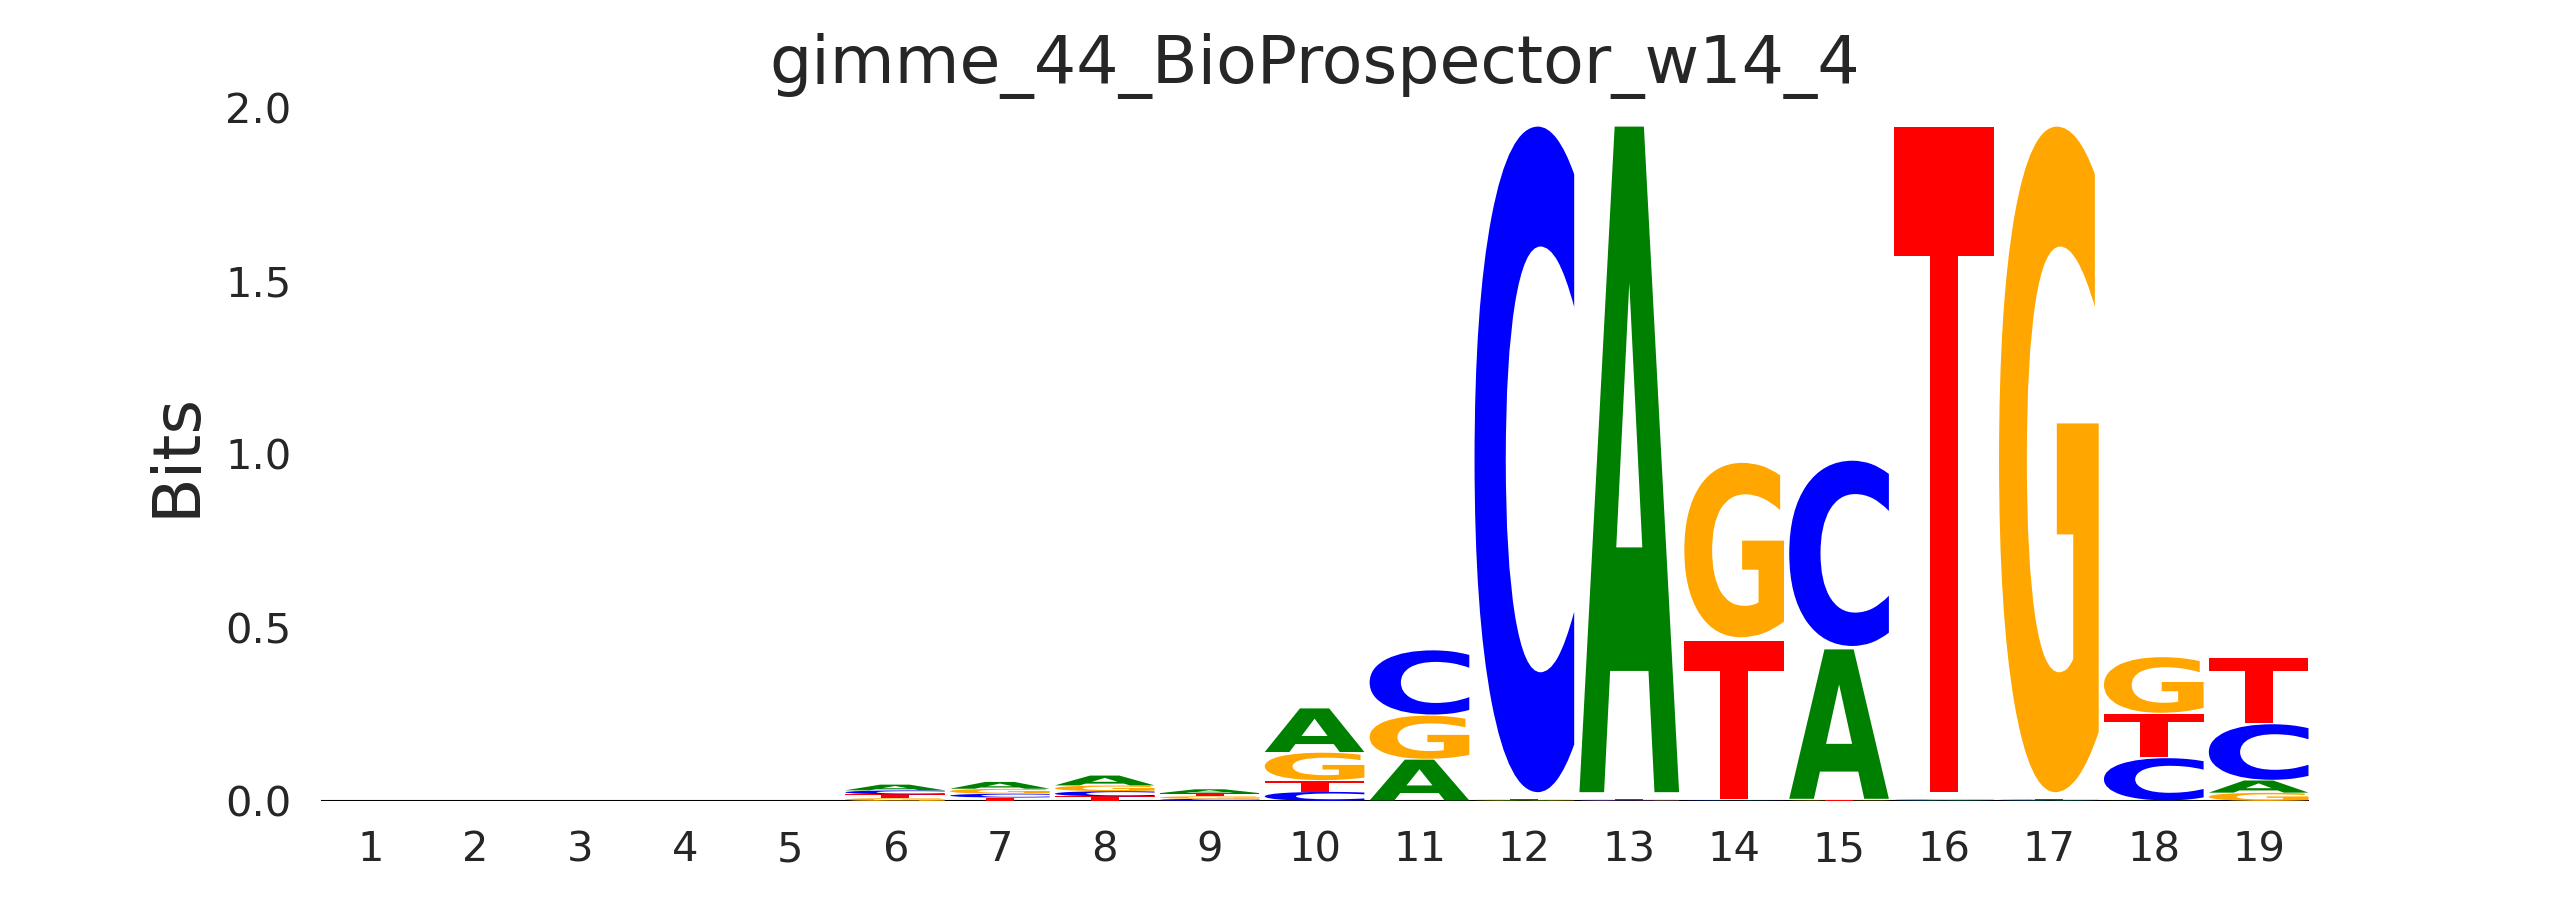 gimme_44_BioProspector_w14_4
2.0
1.5
1.0
0.5
0.0
Bits
A C T G
A G C T
A G C T
A T G C
A G T C
C G A
C
A
G T
C A
T
G
G T C
T C A G
1 2 3 4 5 6 7 8 9 10 11 12 13 14 15 16 17 18 19